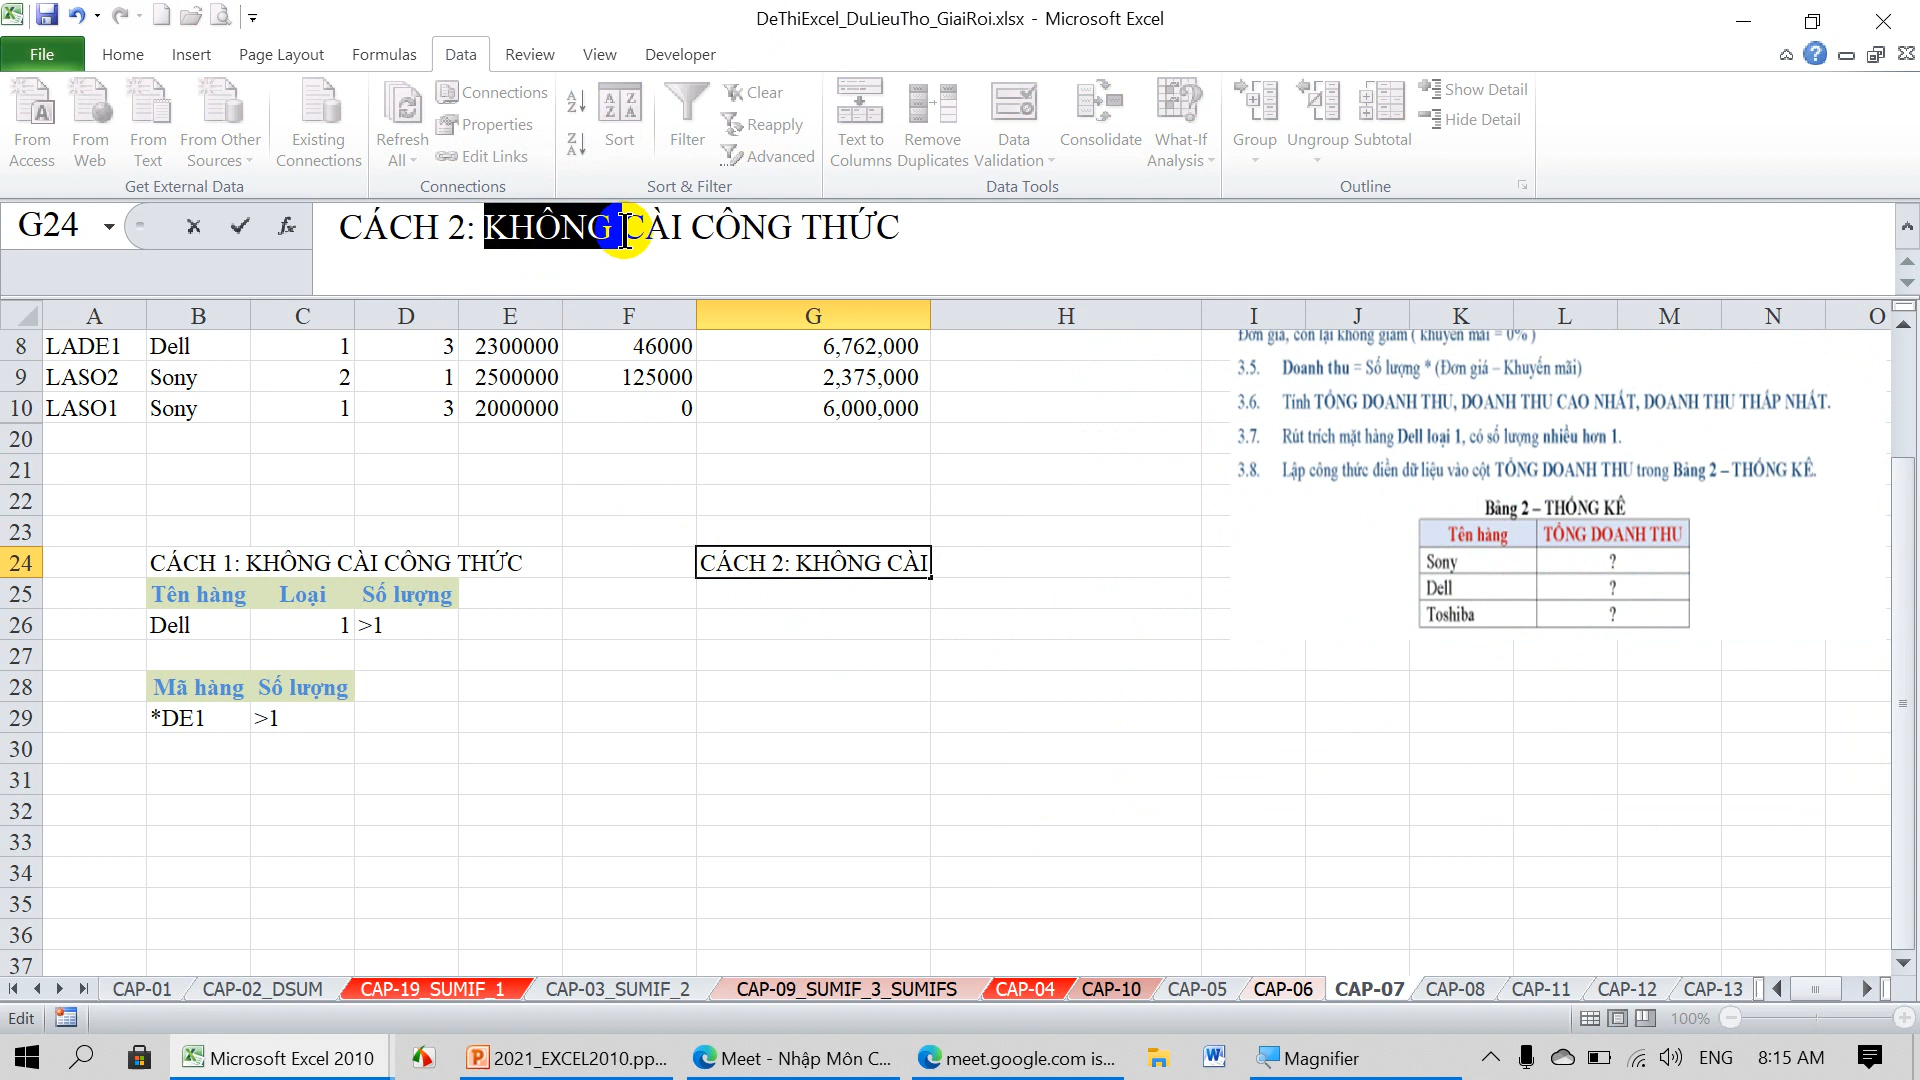 DeThiExcel_DuLieuTho_GiaiRoi.xlsx - Microsoft Excel
File Home Insert Page Layout Formulas Data Review View Developer
From Access
From Web
From Text
From Other Sources
Existing Connections
Get External Data
Refresh All
Connections
Properties
Edit Links
Connections
Sort
Filter
Clear
Reapply
Advanced
Sort & Filter
Text to Columns
Remove Duplicates
Data Validation
Consolidate
What-If Analysis
Data Tools
Group
Ungroup
Subtotal
Show Detail
Hide Detail
Outline
G24 CÁCH 2: KHÔNG CÀI CÔNG THỨC
A B C D E F G H I J K L M N O
8 LADE1 Dell 1 3 2300000 46000 6,762,000
9 LASO2 Sony 2 1 2500000 125000 2,375,000
10 LASO1 Sony 1 3 2000000 0 6,000,000
20
21
22
23
24 CÁCH 1: KHÔNG CÀI CÔNG THỨC CÁCH 2: KHÔNG CÀI
25 Tên hàng Loại Số lượng
26 Dell 1 >1
27
28 Mã hàng Số lượng
29 *DE1 >1
30
31
32
33
34
35
36
37
Đơn giá, còn lại không giảm ( khuyến mãi = 0% )
3.5. Doanh thu = Số lượng * (Đơn giá – Khuyến mãi)
3.6. Tính TỔNG DOANH THU, DOANH THU CAO NHẤT, DOANH THU THẤP NHẤT.
3.7. Rút trích mặt hàng Dell loại 1, có số lượng nhiều hơn 1.
3.8. Lập công thức điền dữ liệu vào cột TỔNG DOANH THU trong Bảng 2 – THỐNG KÊ.
Bảng 2 – THỐNG KÊ
Tên hàng TỔNG DOANH THU
Sony ?
Dell ?
Toshiba ?
CAP-01 CAP-02_DSUM CAP-19_SUMIF_1 CAP-03_SUMIF_2 CAP-09_SUMIF_3_SUMIFS CAP-04 CAP-10 CAP-05 CAP-06 CAP-07 CAP-08 CAP-11 CAP-12 CAP-13
Edit 100%
Microsoft Excel 2010 2021_EXCEL2010.pp... Meet - Nhập Môn C... meet.google.com is... Magnifier ENG 8:15 AM